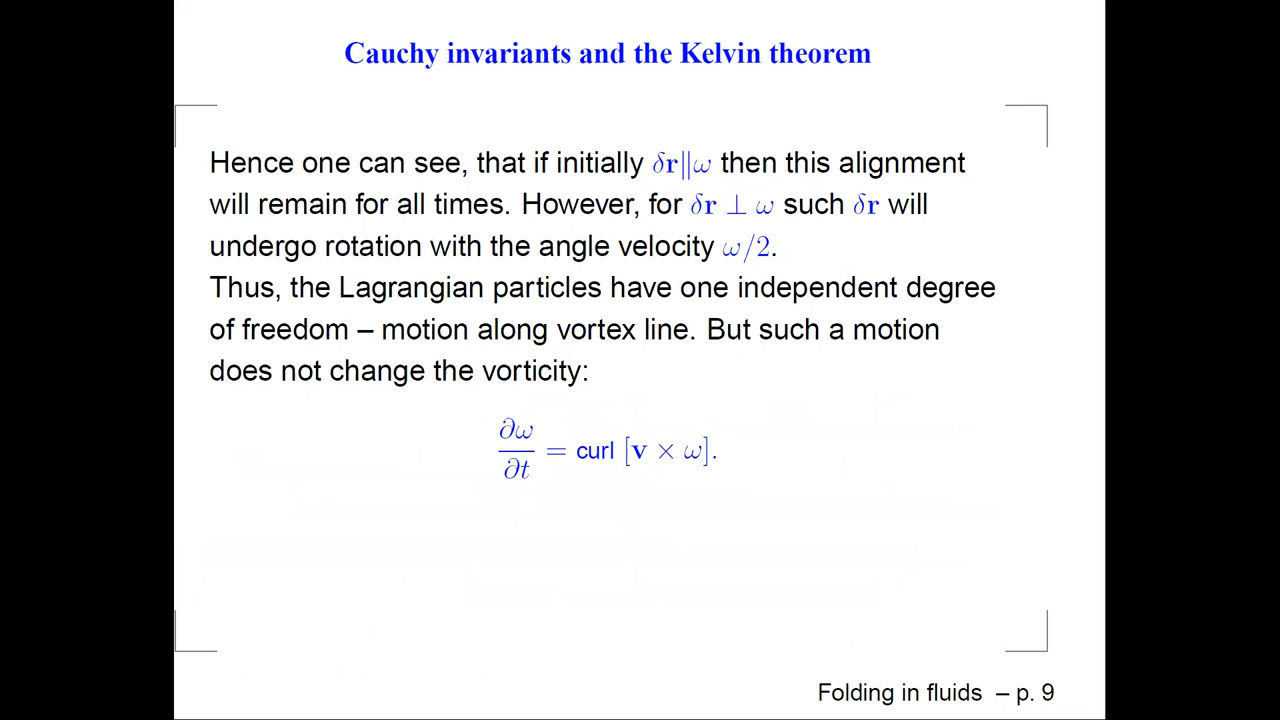 Cauchy invariants and the Kelvin theorem
Hence one can see, that if initially δr∥ω then this alignment
will remain for all times. However, for δr ⊥ ω such δr will
undergo rotation with the angle velocity ω/2.
Thus, the Lagrangian particles have one independent degree
of freedom – motion along vortex line. But such a motion
does not change the vorticity:
∂ω/∂t = curl [v × ω].
Folding in fluids – p. 9